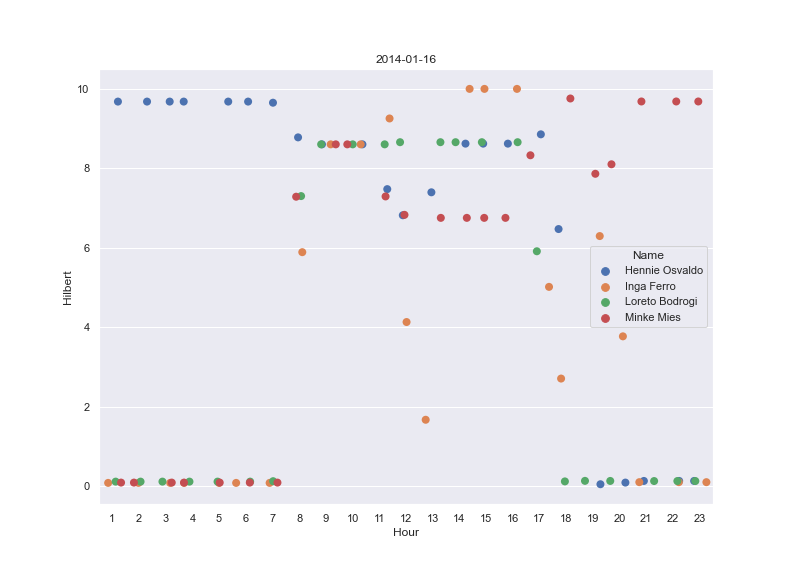 2014-01-16
10
8
6
4
2
0
Hilbert
Name
Hennie Osvaldo
Inga Ferro
Loreto Bodrogi
Minke Mies
1 2 3 4 5 6 7 8 9 10 11 12 13 14 15 16 17 18 19 20 21 22 23
Hour